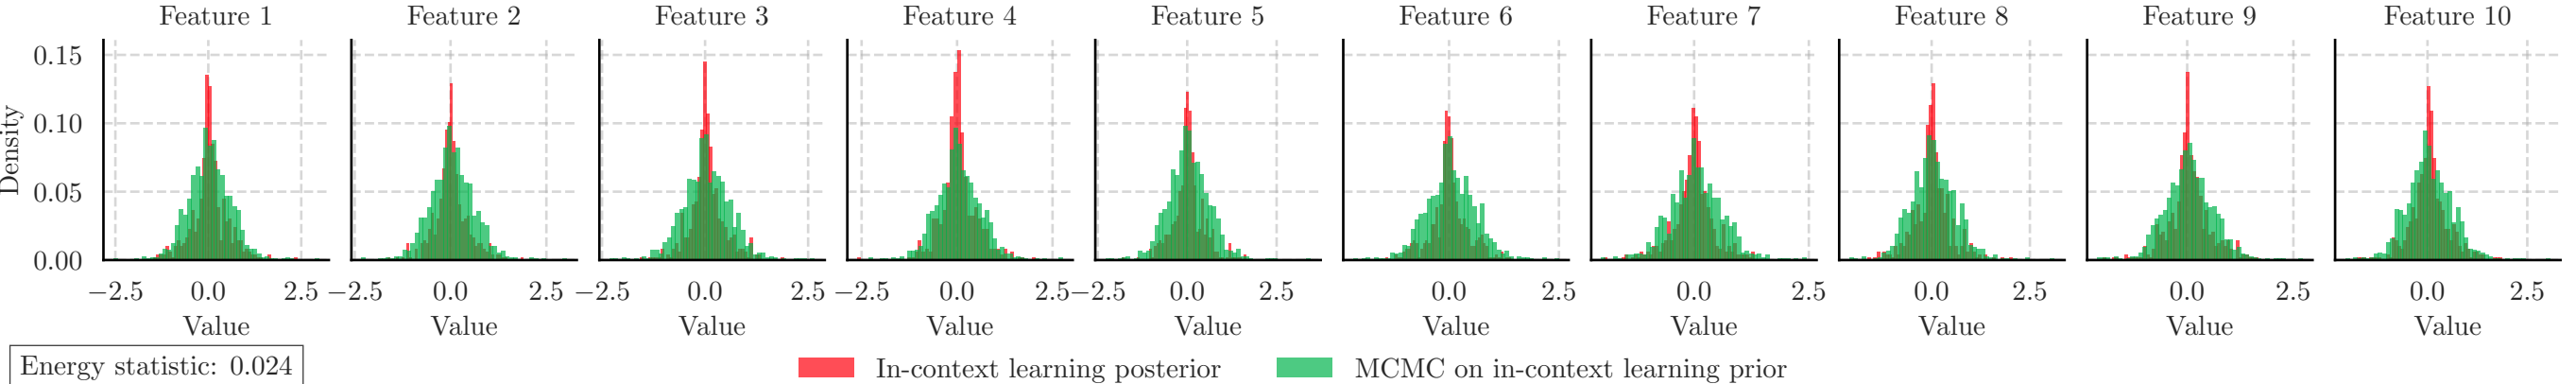 Feature 1 Feature 2 Feature 3 Feature 4 Feature 5 Feature 6 Feature 7 Feature 8 Feature 9 Feature 10
0.15
0.10
0.05
0.00
Density
−2.5 0.0 2.5 −2.5 0.0 2.5 −2.5 0.0 2.5 −2.5 0.0 2.5 −2.5 0.0 2.5 0.0 2.5 0.0 2.5 0.0 2.5 0.0 2.5 0.0 2.5
Value Value Value Value Value Value Value Value Value Value
Energy statistic: 0.024
In-context learning posterior MCMC on in-context learning prior